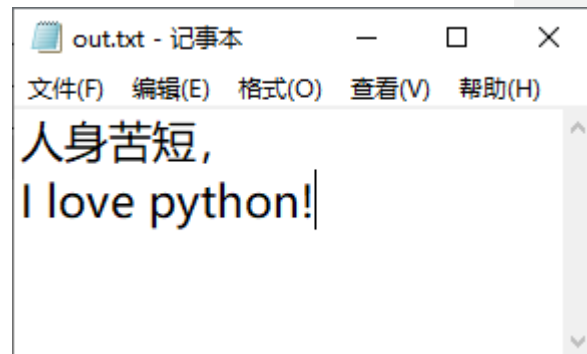 out.txt - 记事本
文件(F) 编辑(E) 格式(O) 查看(V) 帮助(H)
人身苦短，
I love python!